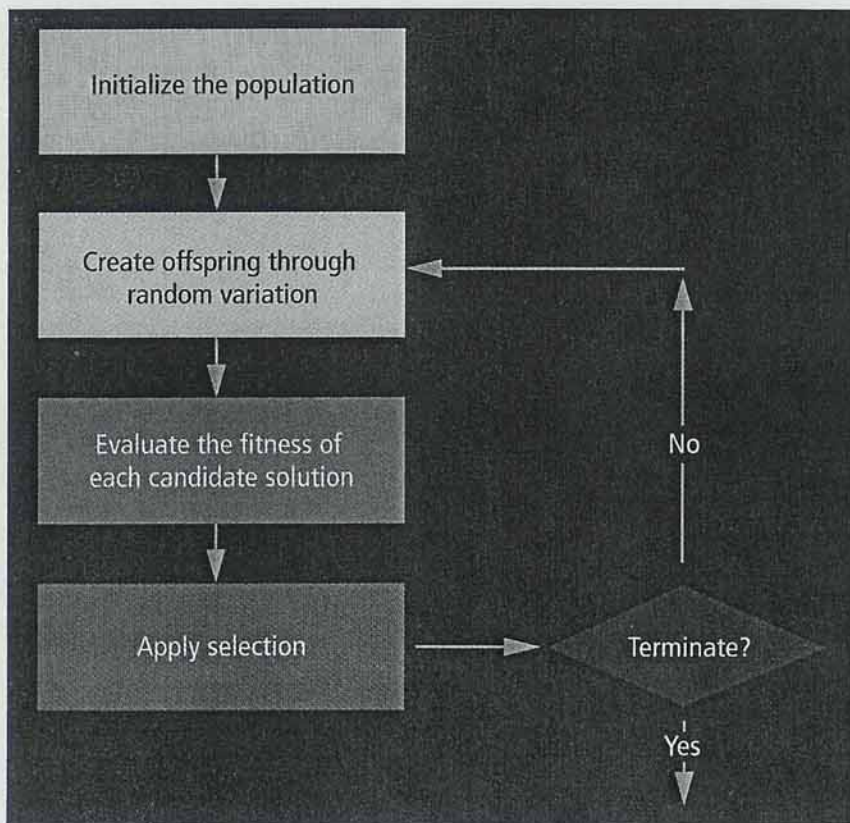 Initialize the population
Create offspring through
random variation
Evaluate the fitness of
each candidate solution
Apply selection
Terminate?
No
Yes